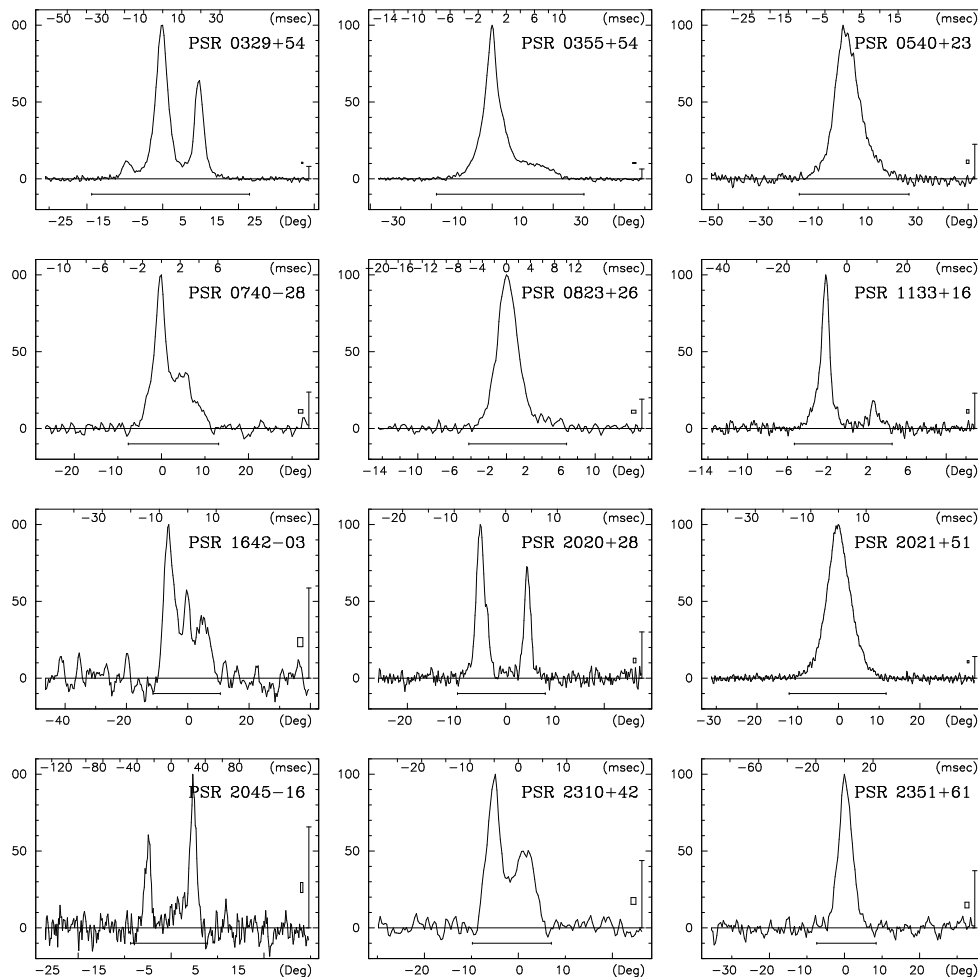 -50 -30 -10 10 30 (msec)
00 PSR 0329+54
50
0
-25 -15 -5 5 15 25 (Deg)
-14 -10 -6 -2 2 6 10 (msec)
100 PSR 0355+54
50
0
-30 -10 10 30 (Deg)
-25 -15 -5 5 15 (msec)
100 PSR 0540+23
50
0
-50 -30 -10 10 30 (Deg)
-10 -6 -2 2 6 (msec)
00 PSR 0740-28
50
0
-20 -10 0 10 20 (Deg)
-20 -16 -12 -8 -4 0 4 8 12 (msec)
100 PSR 0823+26
50
0
-14 -10 -6 -2 2 6 10 (Deg)
-40 -20 0 20 (msec)
100 PSR 1133+16
50
0
-14 -10 -6 -2 2 6 (Deg)
-30 -10 10 (msec)
00 PSR 1642-03
50
0
-40 -20 0 20 (Deg)
-20 -10 0 10 (msec)
100 PSR 2020+28
50
0
-20 -10 0 10 20 (Deg)
-30 -10 10 (msec)
100 PSR 2021+51
50
0
-30 -20 -10 0 10 20 (Deg)
-120 -80 -40 0 40 80 (msec)
00 PSR 2045-16
50
0
-25 -15 -5 5 15 (Deg)
-20 -10 0 10 (msec)
100 PSR 2310+42
50
0
-20 -10 0 10 20 (Deg)
-60 -20 20 (msec)
100 PSR 2351+61
50
0
-30 -20 -10 0 10 20 (Deg)